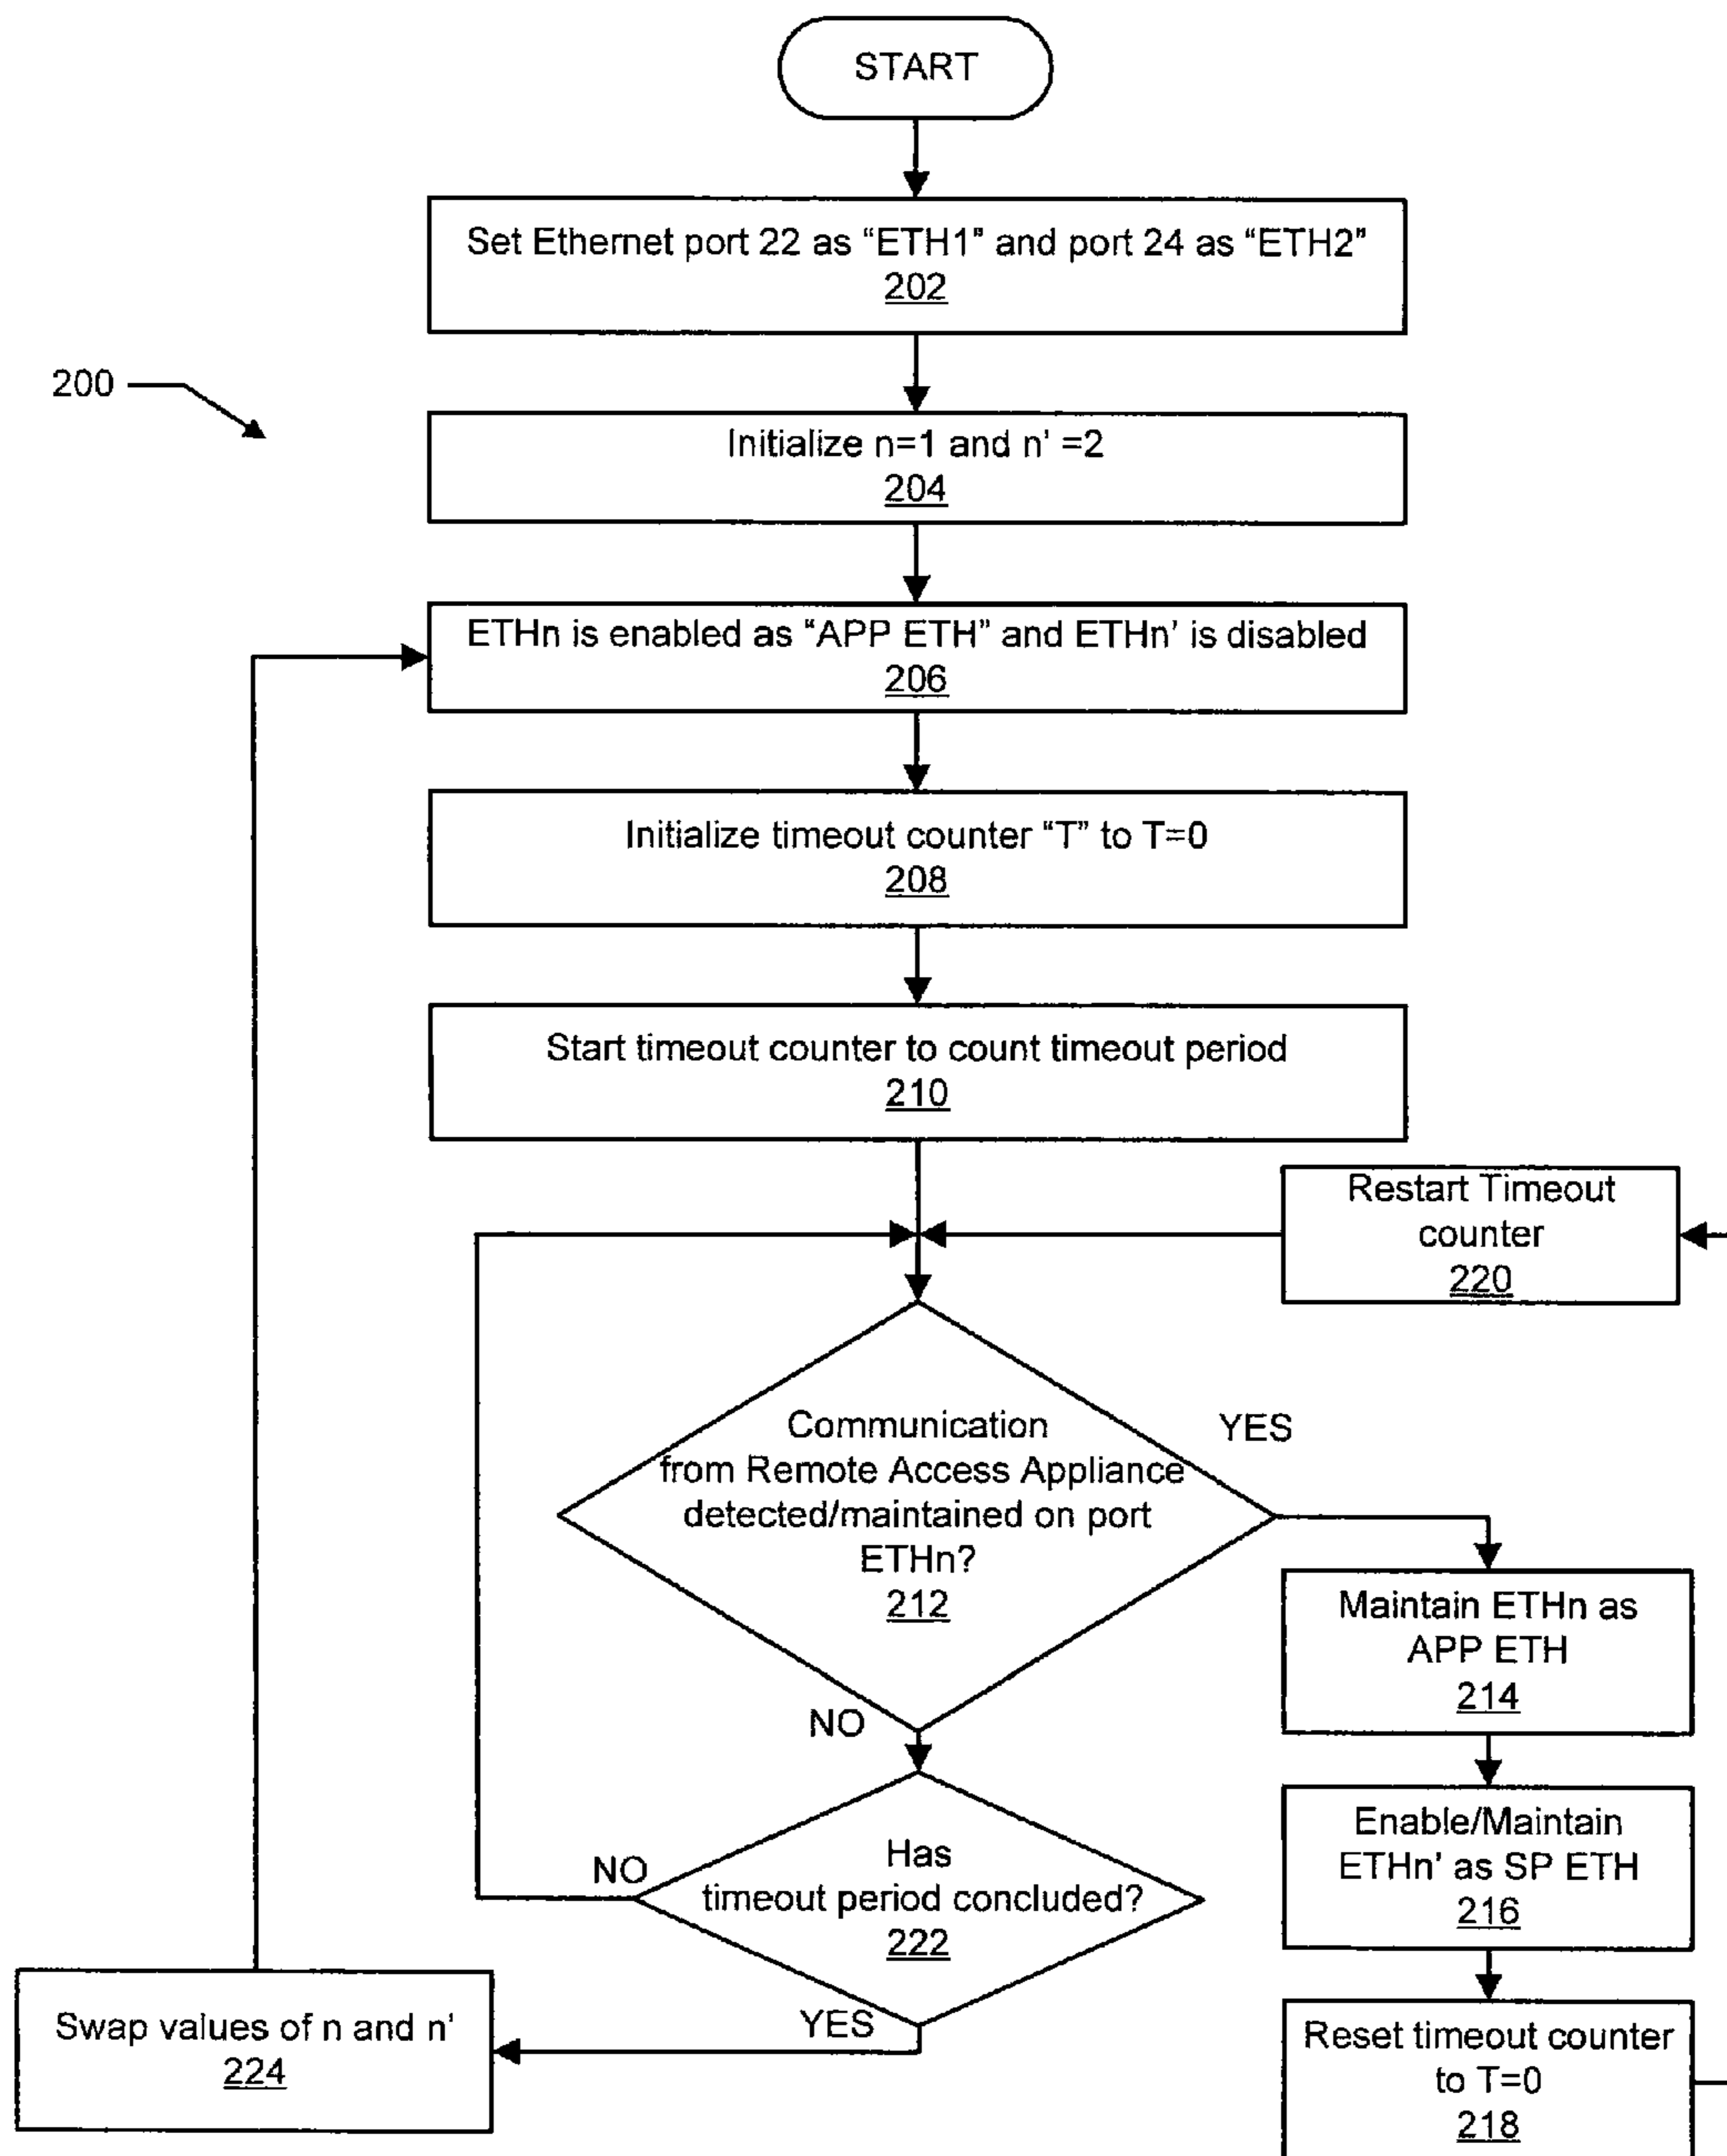 START
Set Ethernet port 22 as “ETH1” and port 24 as “ETH2”
202
200
Initialize n=1 and n’ =2
204
ETHn is enabled as “APP ETH” and ETHn’ is disabled
206
Initialize timeout counter “T” to T=0
208
Start timeout counter to count timeout period
210
Restart Timeout
counter
220
Communication
from Remote Access Appliance
detected/maintained on port
ETHn?
212
YES
NO
Maintain ETHn as
APP ETH
214
Enable/Maintain
ETHn’ as SP ETH
216
Has
timeout period concluded?
222
NO
YES
Swap values of n and n’
224
Reset timeout counter
to T=0
218